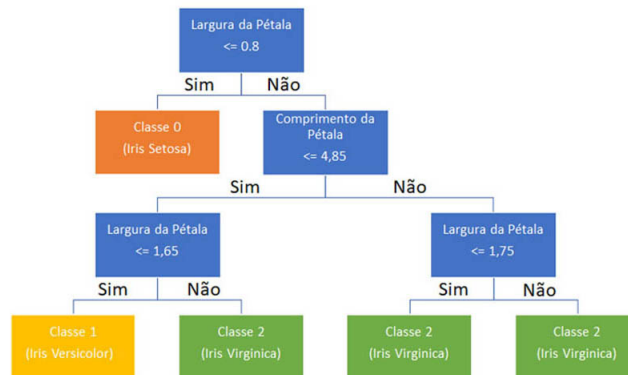 Largura da Pétala
<= 0.8
Sim
Não
Classe 0
(Iris Setosa)
Comprimento da
Pétala
<= 4,85
Sim
Não
Largura da Pétala
<= 1,65
Largura da Pétala
<= 1,75
Sim
Não
Sim
Não
Classe 1
(Iris Versicolor)
Classe 2
(Iris Virginica)
Classe 2
(Iris Virginica)
Classe 2
(Iris Virginica)